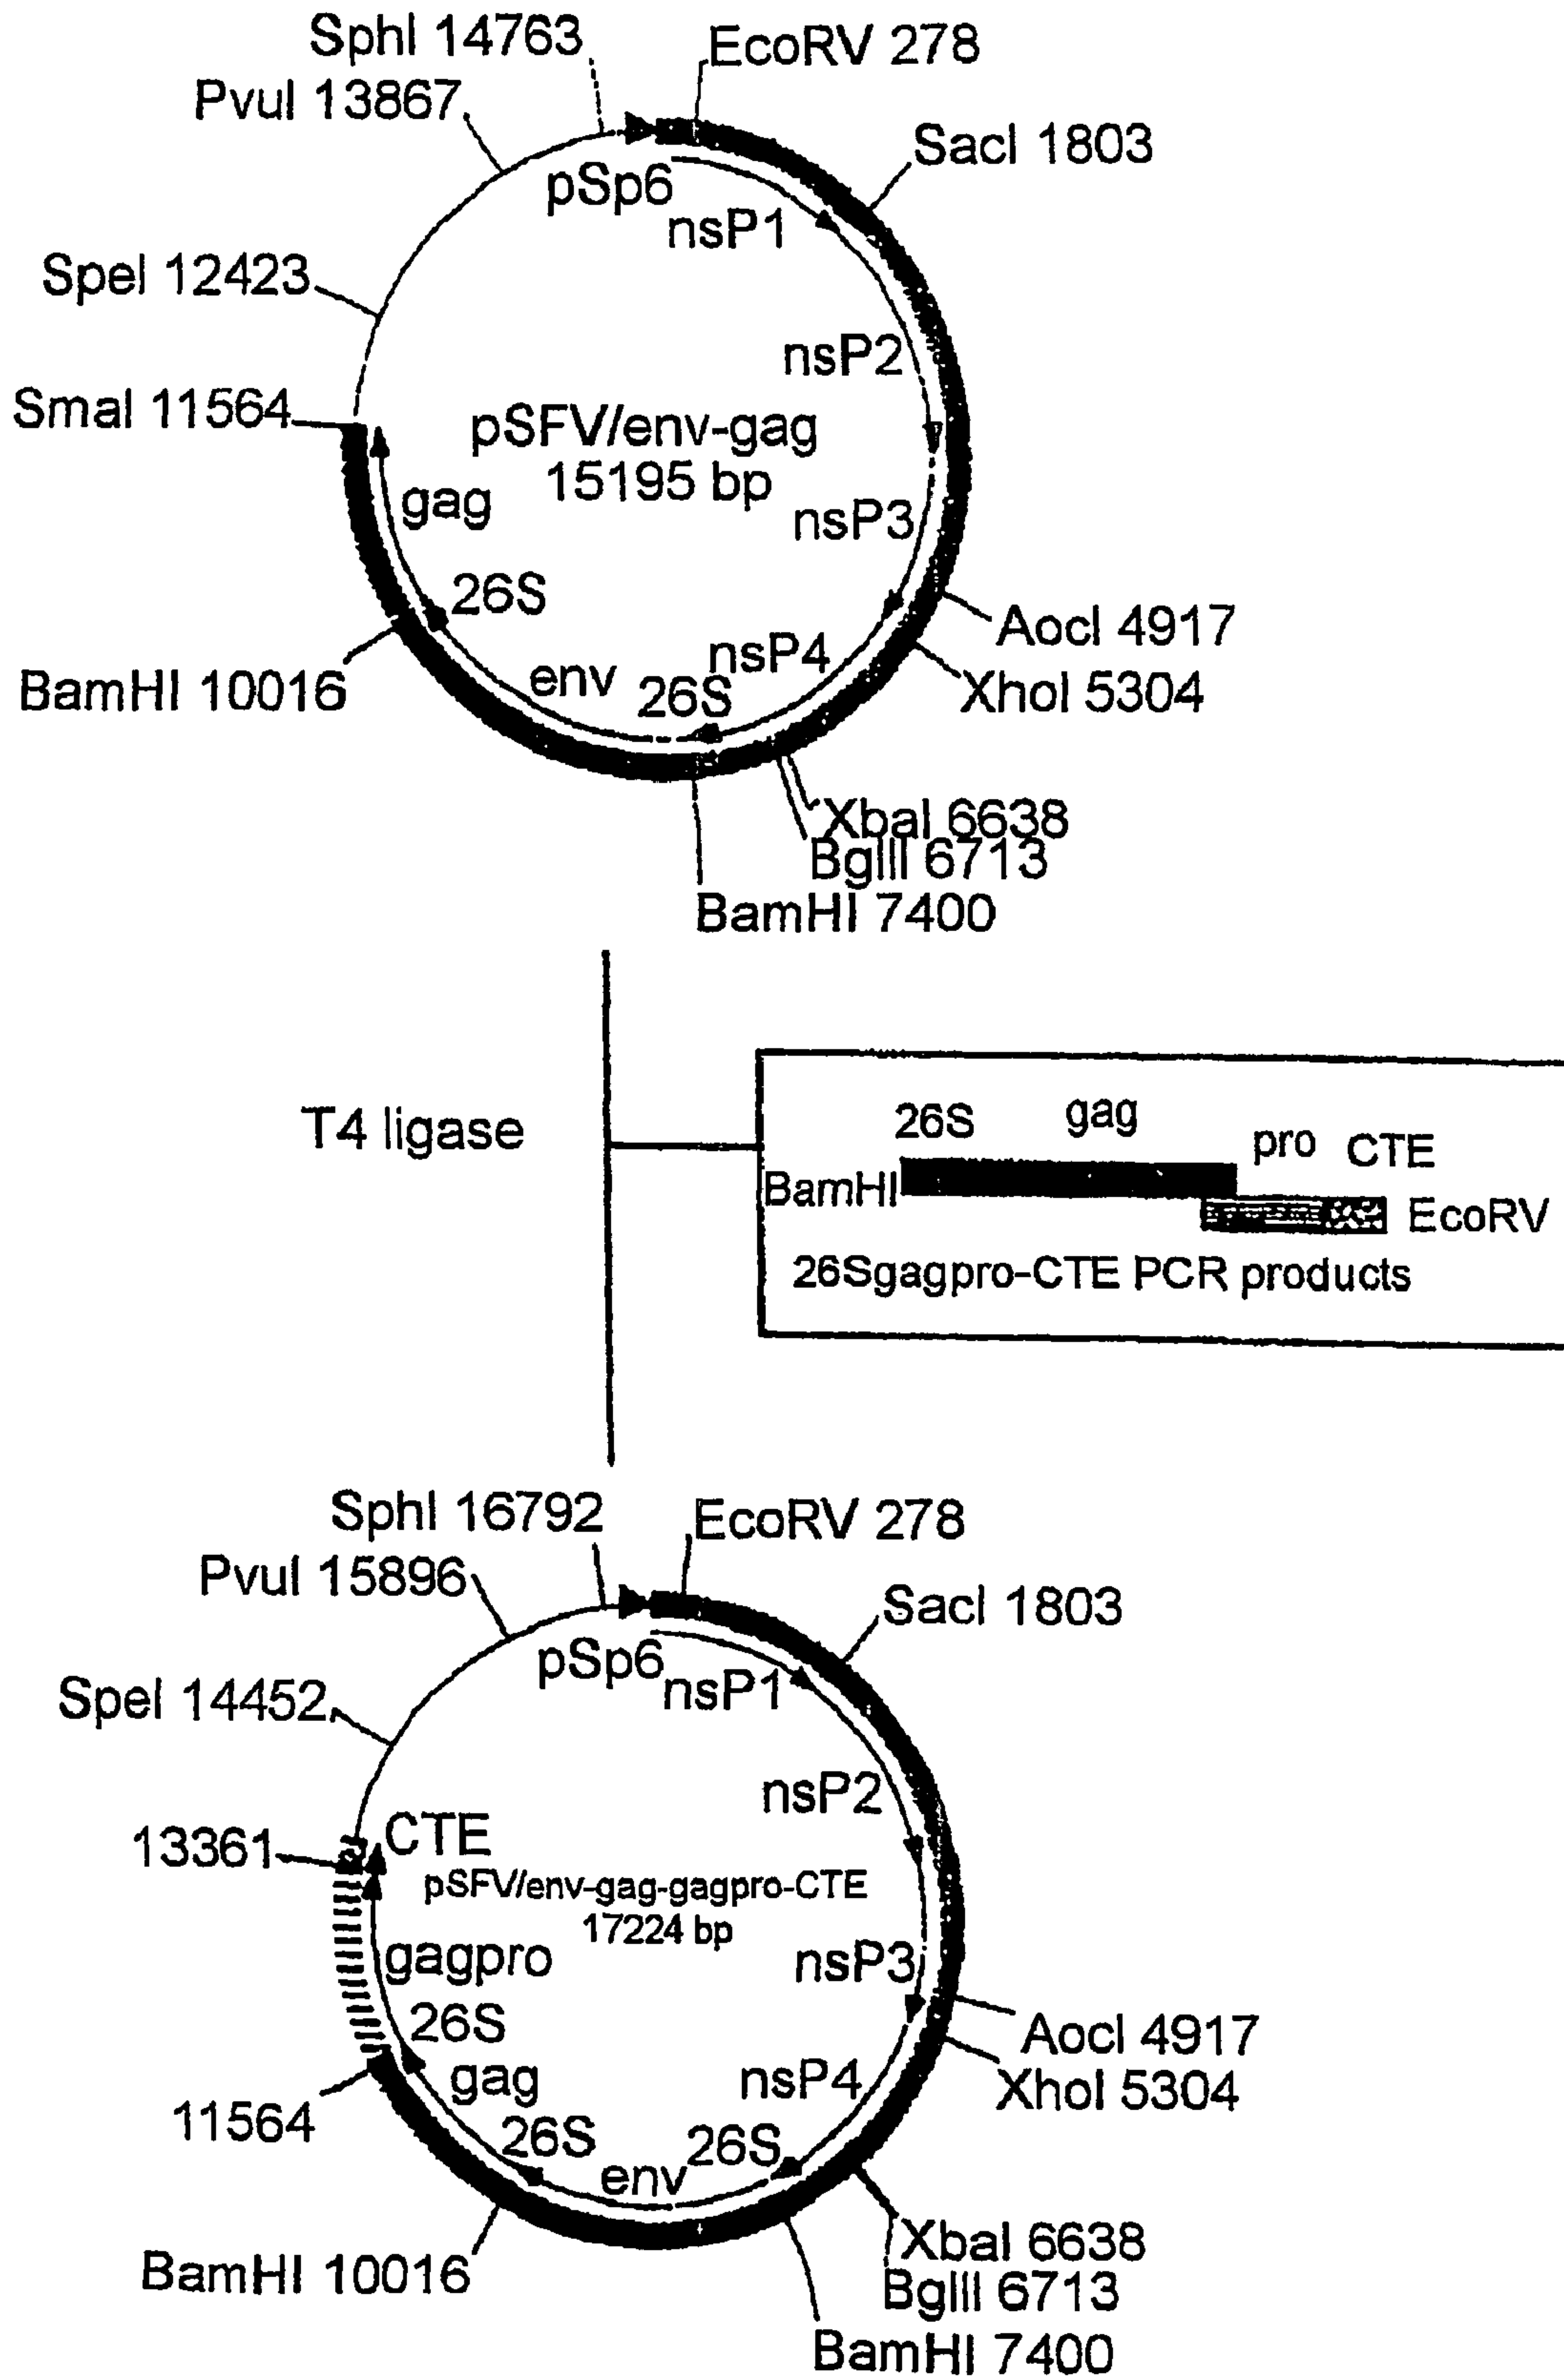 SphI 14763
EcoRV 278
PvuI 13867
SacI 1803
pSp6
nsP1
SpeI 12423
nsP2
SmaI 11564
pSFV/env-gag
15195 bp
gag
nsP3
26S
AocI 4917
nsP4
XhoI 5304
BamHI 10016
env
26S
XbaI 6638
BglII 6713
BamHI 7400
T4 ligase
26S
gag
pro
CTE
BamHI
EcoRV
26Sgagpro-CTE PCR products
SphI 16792
EcoRV 278
PvuI 15896
SacI 1803
pSp6
nsP1
SpeI 14452
nsP2
CTE
13361
pSFV/env-gag-gagpro-CTE
17224 bp
gagpro
nsP3
26S
AocI 4917
gag
nsP4
XhoI 5304
11564
26S
26S
env
XbaI 6638
BamHI 10016
BglII 6713
BamHI 7400